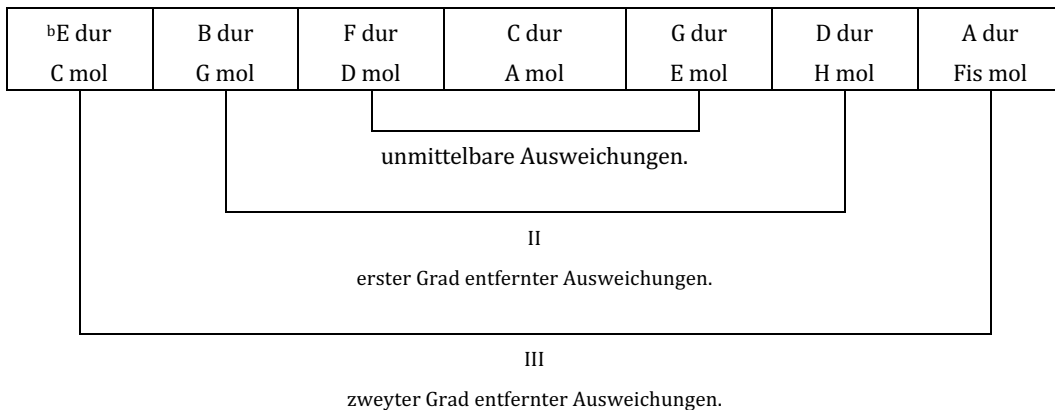 ᵇE dur B dur F dur C dur G dur D dur A dur
C mol G mol D mol A mol E mol H mol Fis mol
unmittelbare Ausweichungen.
II
erster Grad entfernter Ausweichungen.
III
zweyter Grad entfernter Ausweichungen.